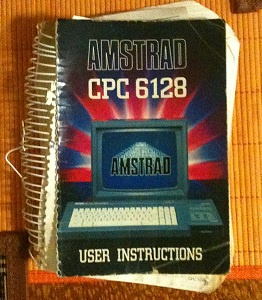 AMSTRAD
CPC 6128
AMSTRAD
USER INSTRUCTIONS